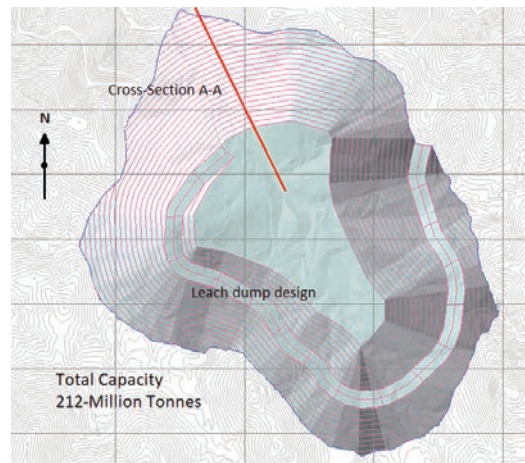 Cross-Section A-A
N
Leach dump design
Total Capacity
212-Million Tonnes